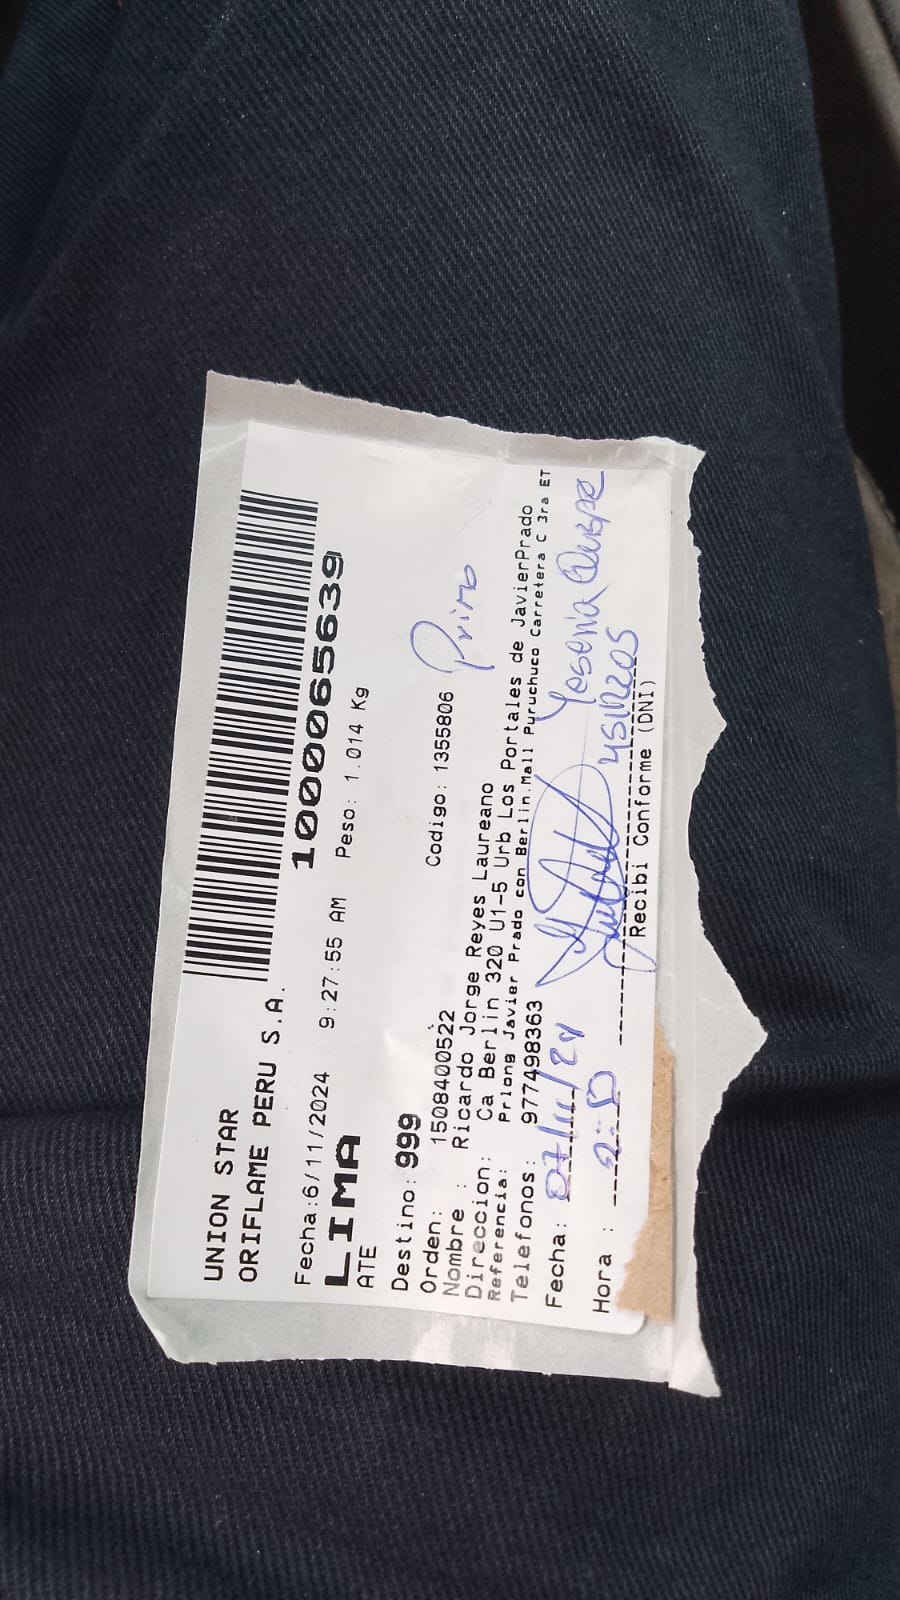 UNION STAR
ORIFLAME PERU S.A.
Fecha:6/11/2024 9:27:55 AM
1000065639
LIMA
Peso: 1.014 Kg
ATE
Destino: 999
Orden: 1508400522 Codigo: 1355806
Primo
Nombre : Ricardo Jorge Reyes Laureano
Direccion: Ca Berlin 320 U1-5 Urb Los Portales de JavierPrado
Referencia: Prlong Javier Prado con Berlin.Mall Puruchuco Carretera C 3ra ET
Telefonos: 977498363
Fecha: 07/11/24 Yesenia Quspe
Hora : 2:50
Recibi Conforme (DNI)